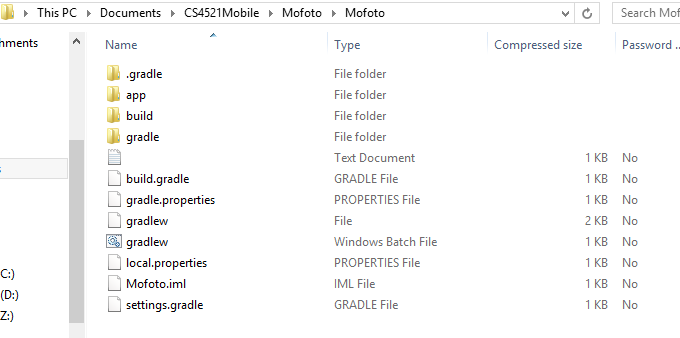 This PC Documents CS4521Mobile Mofoto Mofoto Search Mof
Name Type Compressed size Password ..
hments
.gradle File folder
app File folder
build File folder
gradle File folder
Text Document 1 KB No
build.gradle GRADLE File 1 KB No
gradle.properties PROPERTIES File 1 KB No
gradlew File 2 KB No
gradlew Windows Batch File 1 KB No
local.properties PROPERTIES File 1 KB No
C:)
Mofoto.iml IML File 1 KB No
(D:)
settings.gradle GRADLE File 1 KB No
Z:)